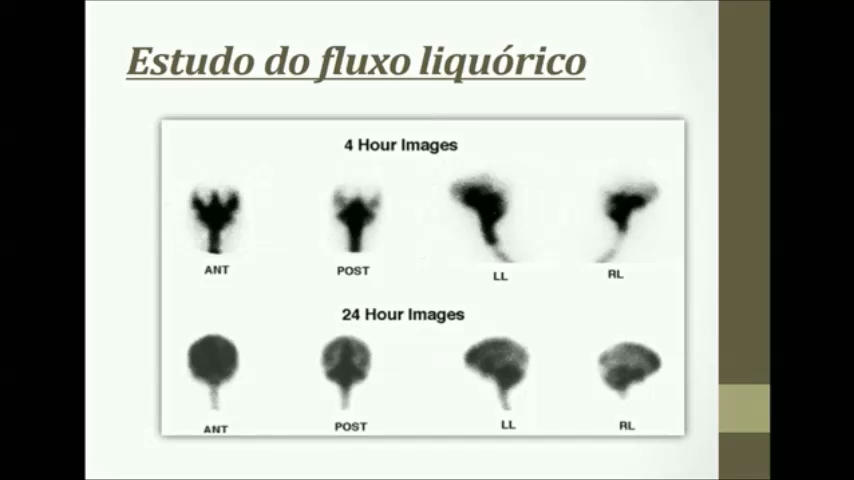 Estudo do fluxo liquórico
4 Hour Images
ANT POST LL RL
24 Hour Images
ANT POST LL RL